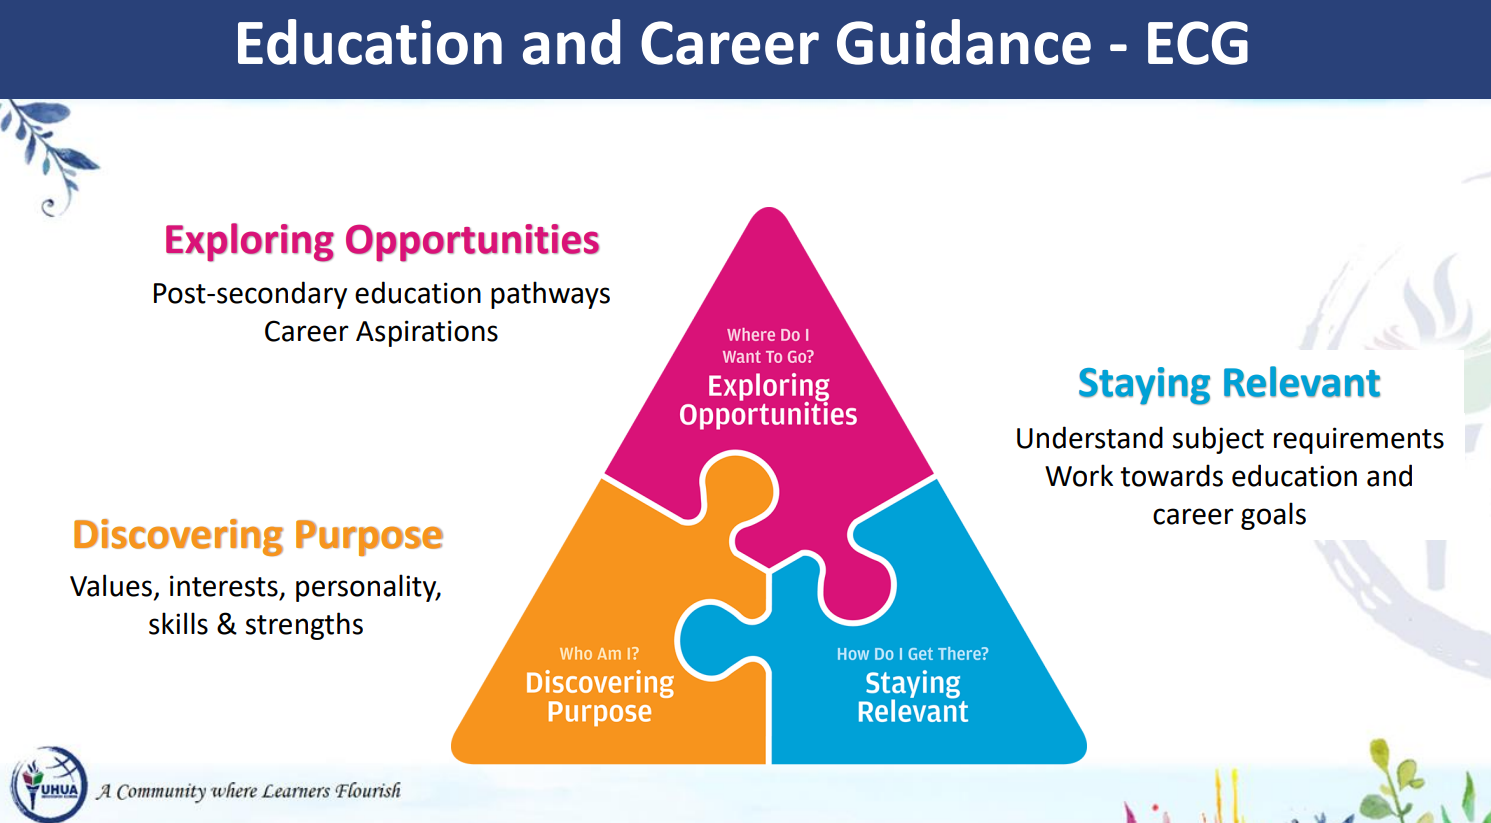 Education and Career Guidance - ECG
Exploring Opportunities
Post-secondary education pathways
Career Aspirations
Where Do I
Want To Go?
Exploring
Opportunities
Staying Relevant
Understand subject requirements
Work towards education and
career goals
Discovering Purpose
Values, interests, personality,
skills & strengths
Who Am I?
Discovering
Purpose
How Do I Get There?
Staying
Relevant
YUHUA
A Community where Learners Flourish